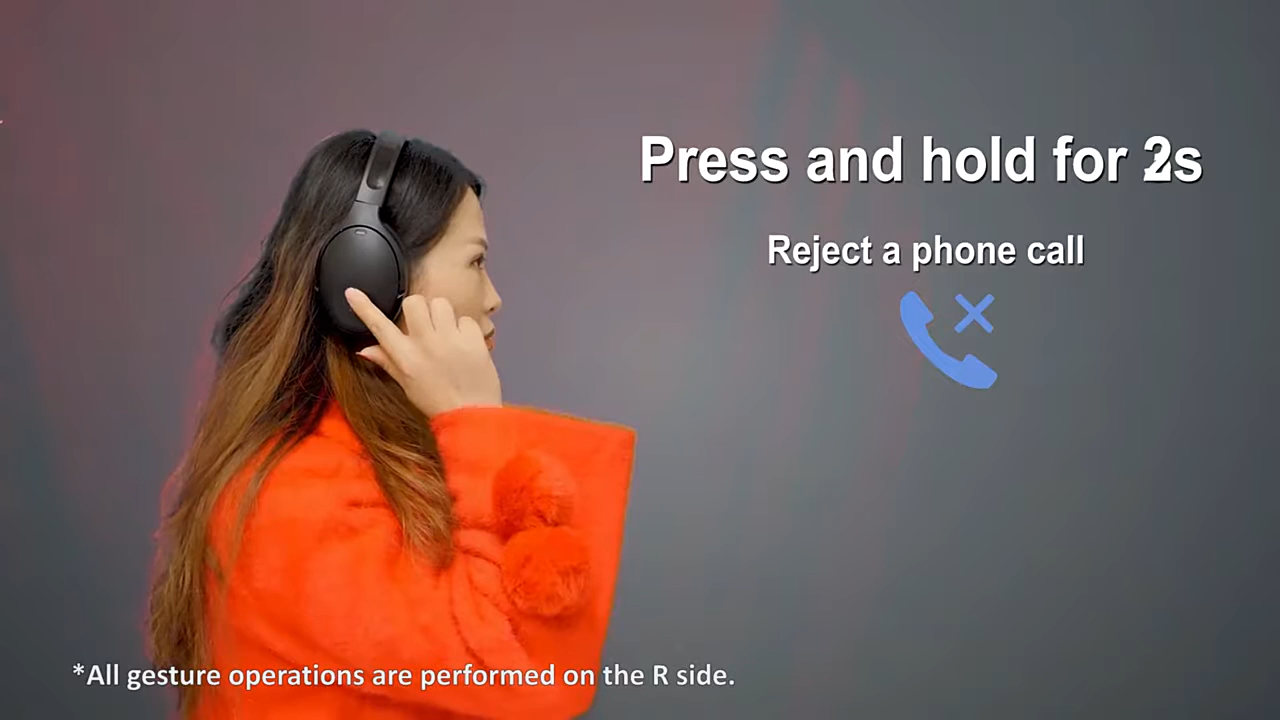 Press and hold for 2s
Reject a phone call
*All gesture operations are performed on the R side.